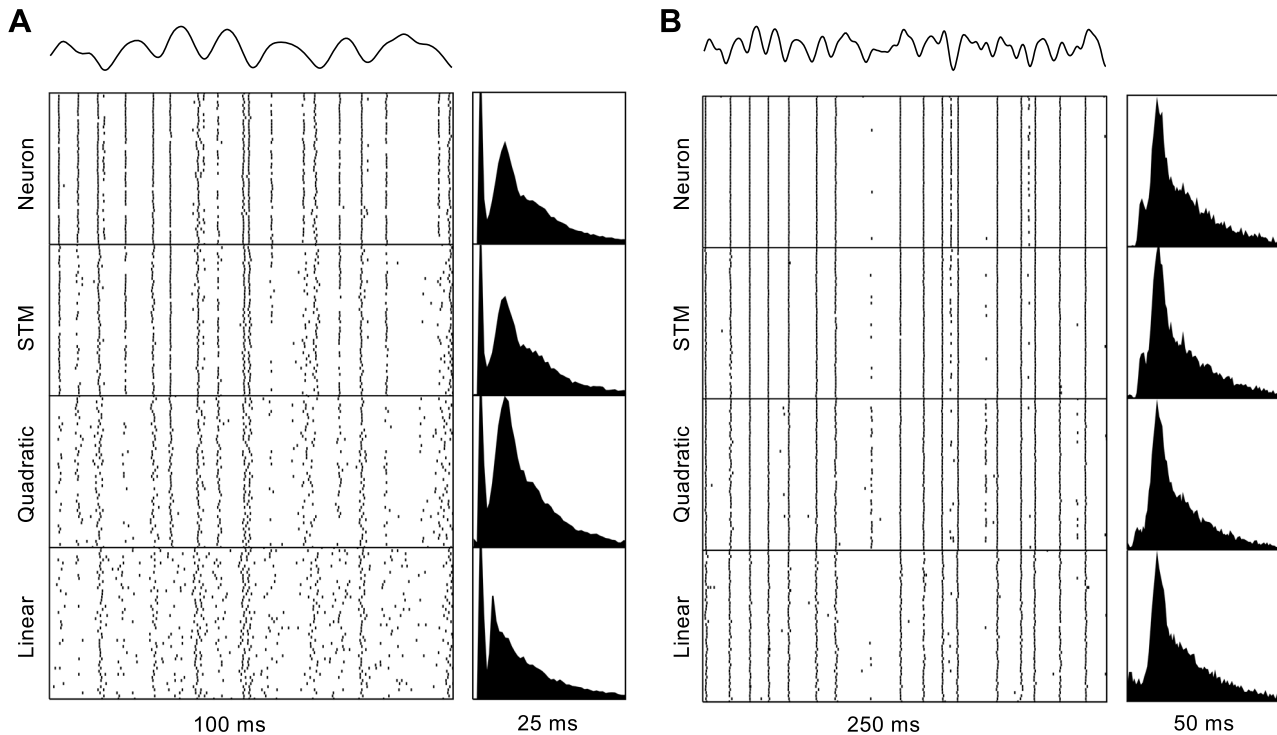 A
B
Neuron
STM
Quadratic
Linear
100 ms
25 ms
Neuron
STM
Quadratic
Linear
250 ms
50 ms